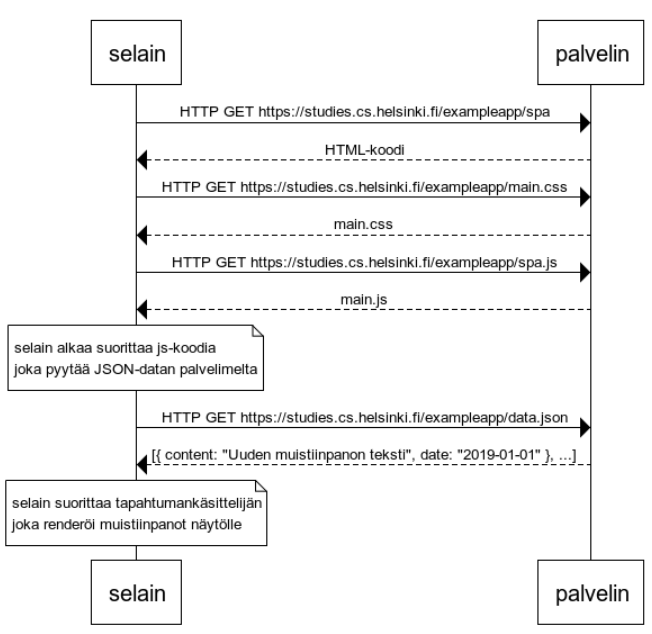 selain
palvelin
HTTP GET https://studies.cs.helsinki.fi/exampleapp/spa
HTML-koodi
HTTP GET https://studies.cs.helsinki.fi/exampleapp/main.css
main.css
HTTP GET https://studies.cs.helsinki.fi/exampleapp/spa.js
main.js
selain alkaa suorittaa js-koodia
joka pyytää JSON-datan palvelimelta
HTTP GET https://studies.cs.helsinki.fi/exampleapp/data.json
[{ content: "Uuden muistiinpanon teksti", date: "2019-01-01" }, ...]
selain suorittaa tapahtumankäsittelijän
joka renderöi muistiinpanot näytölle
selain
palvelin